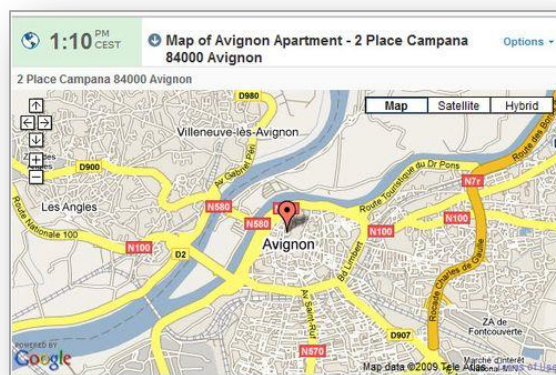 1:10 PM CEST
Map of Avignon Apartment - 2 Place Campana
84000 Avignon
Options
2 Place Campana 84000 Avignon
Map
Satellite
Hybrid
D980
Villeneuve-lès-Avignon
Av Gabriel Péri
Route Touristique du Dr Pons
Route des
D900
N7r
Les Angles
N580
N580
N100
N100
Route Nationale 100
N100
D2
Avignon
Bd Limbert
Rocade Charles de Gaulle
Av Saint-Ruf
D907
ZA de
Fontcouverte
N570
Marché d'Intérêt
POWERED BY
Google
Map data ©2009 Tele Atlas